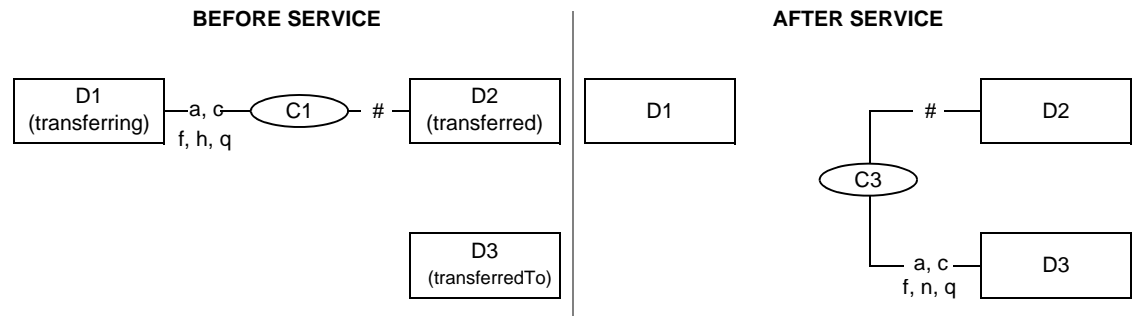 BEFORE SERVICE
D1
(transferring)
a, c
f, h, q
C1
#
D2
(transferred)
D3
(transferredTo)
AFTER SERVICE
D1
#
D2
C3
a, c
f, n, q
D3